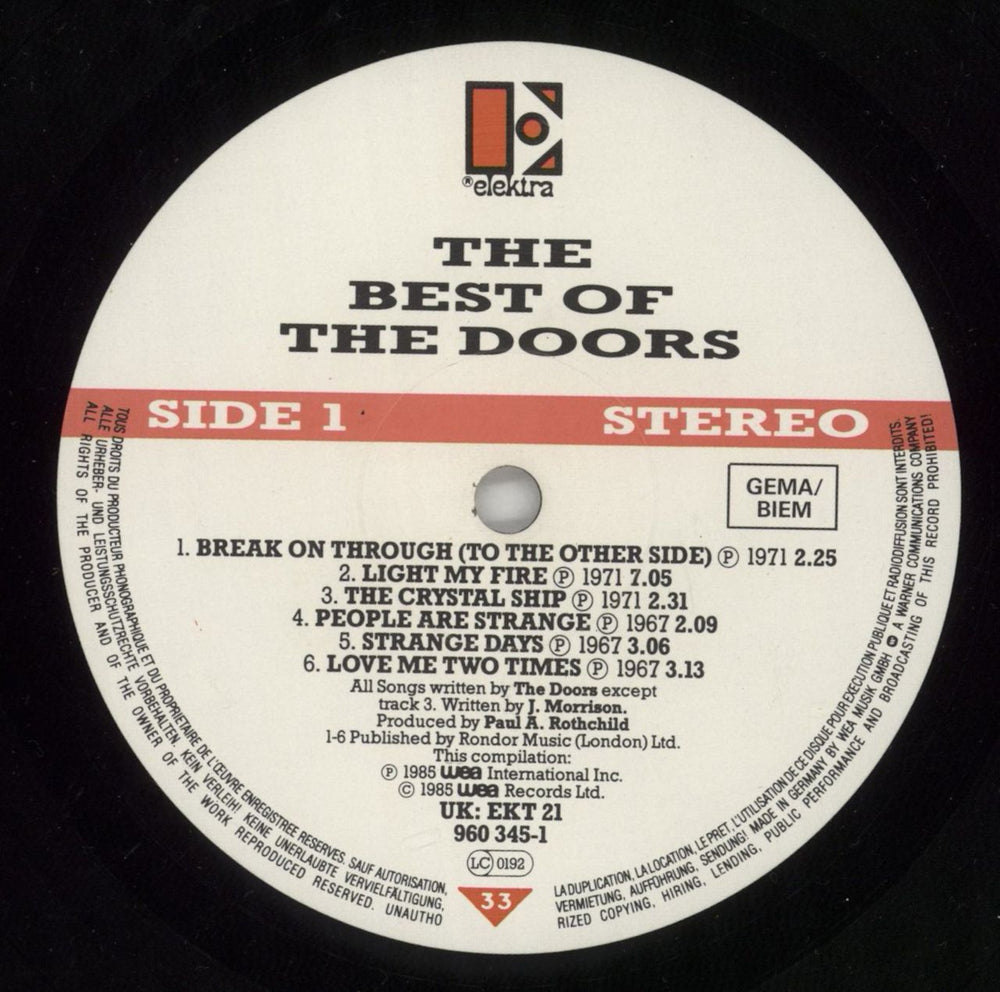 ® elektra
THE
BEST OF
THE DOORS
SIDE 1 STEREO
GEMA/
BIEM
1. BREAK ON THROUGH (TO THE OTHER SIDE) Ⓟ 1971 2.25
2. LIGHT MY FIRE Ⓟ 1971 7.05
3. THE CRYSTAL SHIP Ⓟ 1971 2.31
4. PEOPLE ARE STRANGE Ⓟ 1967 2.09
5. STRANGE DAYS Ⓟ 1967 3.06
6. LOVE ME TWO TIMES Ⓟ 1967 3.13
All Songs written by The Doors except
track 3. Written by J. Morrison.
Produced by Paul A. Rothchild
1-6 Published by Rondor Music (London) Ltd.
This compilation:
Ⓟ 1985 wea International Inc.
© 1985 wea Records Ltd.
UK: EKT 21
960 345-1
LC 0192
33
TOUS DROITS DU PRODUCTEUR PHONOGRAPHIQUE ET DU PROPRIETAIRE DE L'ŒUVRE ENREGISTREE RESERVES. SAUF AUTORISATION,
ALLE URHEBER- UND LEISTUNGSSCHUTZRECHTE VORBEHALTEN. KEIN VERLEIH! KEINE UNERLAUBTE VERVIELFÄLTIGUNG,
ALL RIGHTS OF THE PRODUCER AND OF THE OWNER OF THE WORK REPRODUCED RESERVED. UNAUTHO
LA DUPLICATION, LA LOCATION, LE PRET, L'UTILISATION DE CE DISQUE POUR EXECUTION PUBLIQUE ET RADIODIFFUSION SONT INTERDITS.
VERMIETUNG, AUFFÜHRUNG, SENDUNG! MADE IN GERMANY BY WEA MUSIK GMBH A WARNER COMMUNICATIONS COMPANY
RIZED COPYING, HIRING, LENDING, PUBLIC PERFORMANCE AND BROADCASTING OF THIS RECORD PROHIBITED!